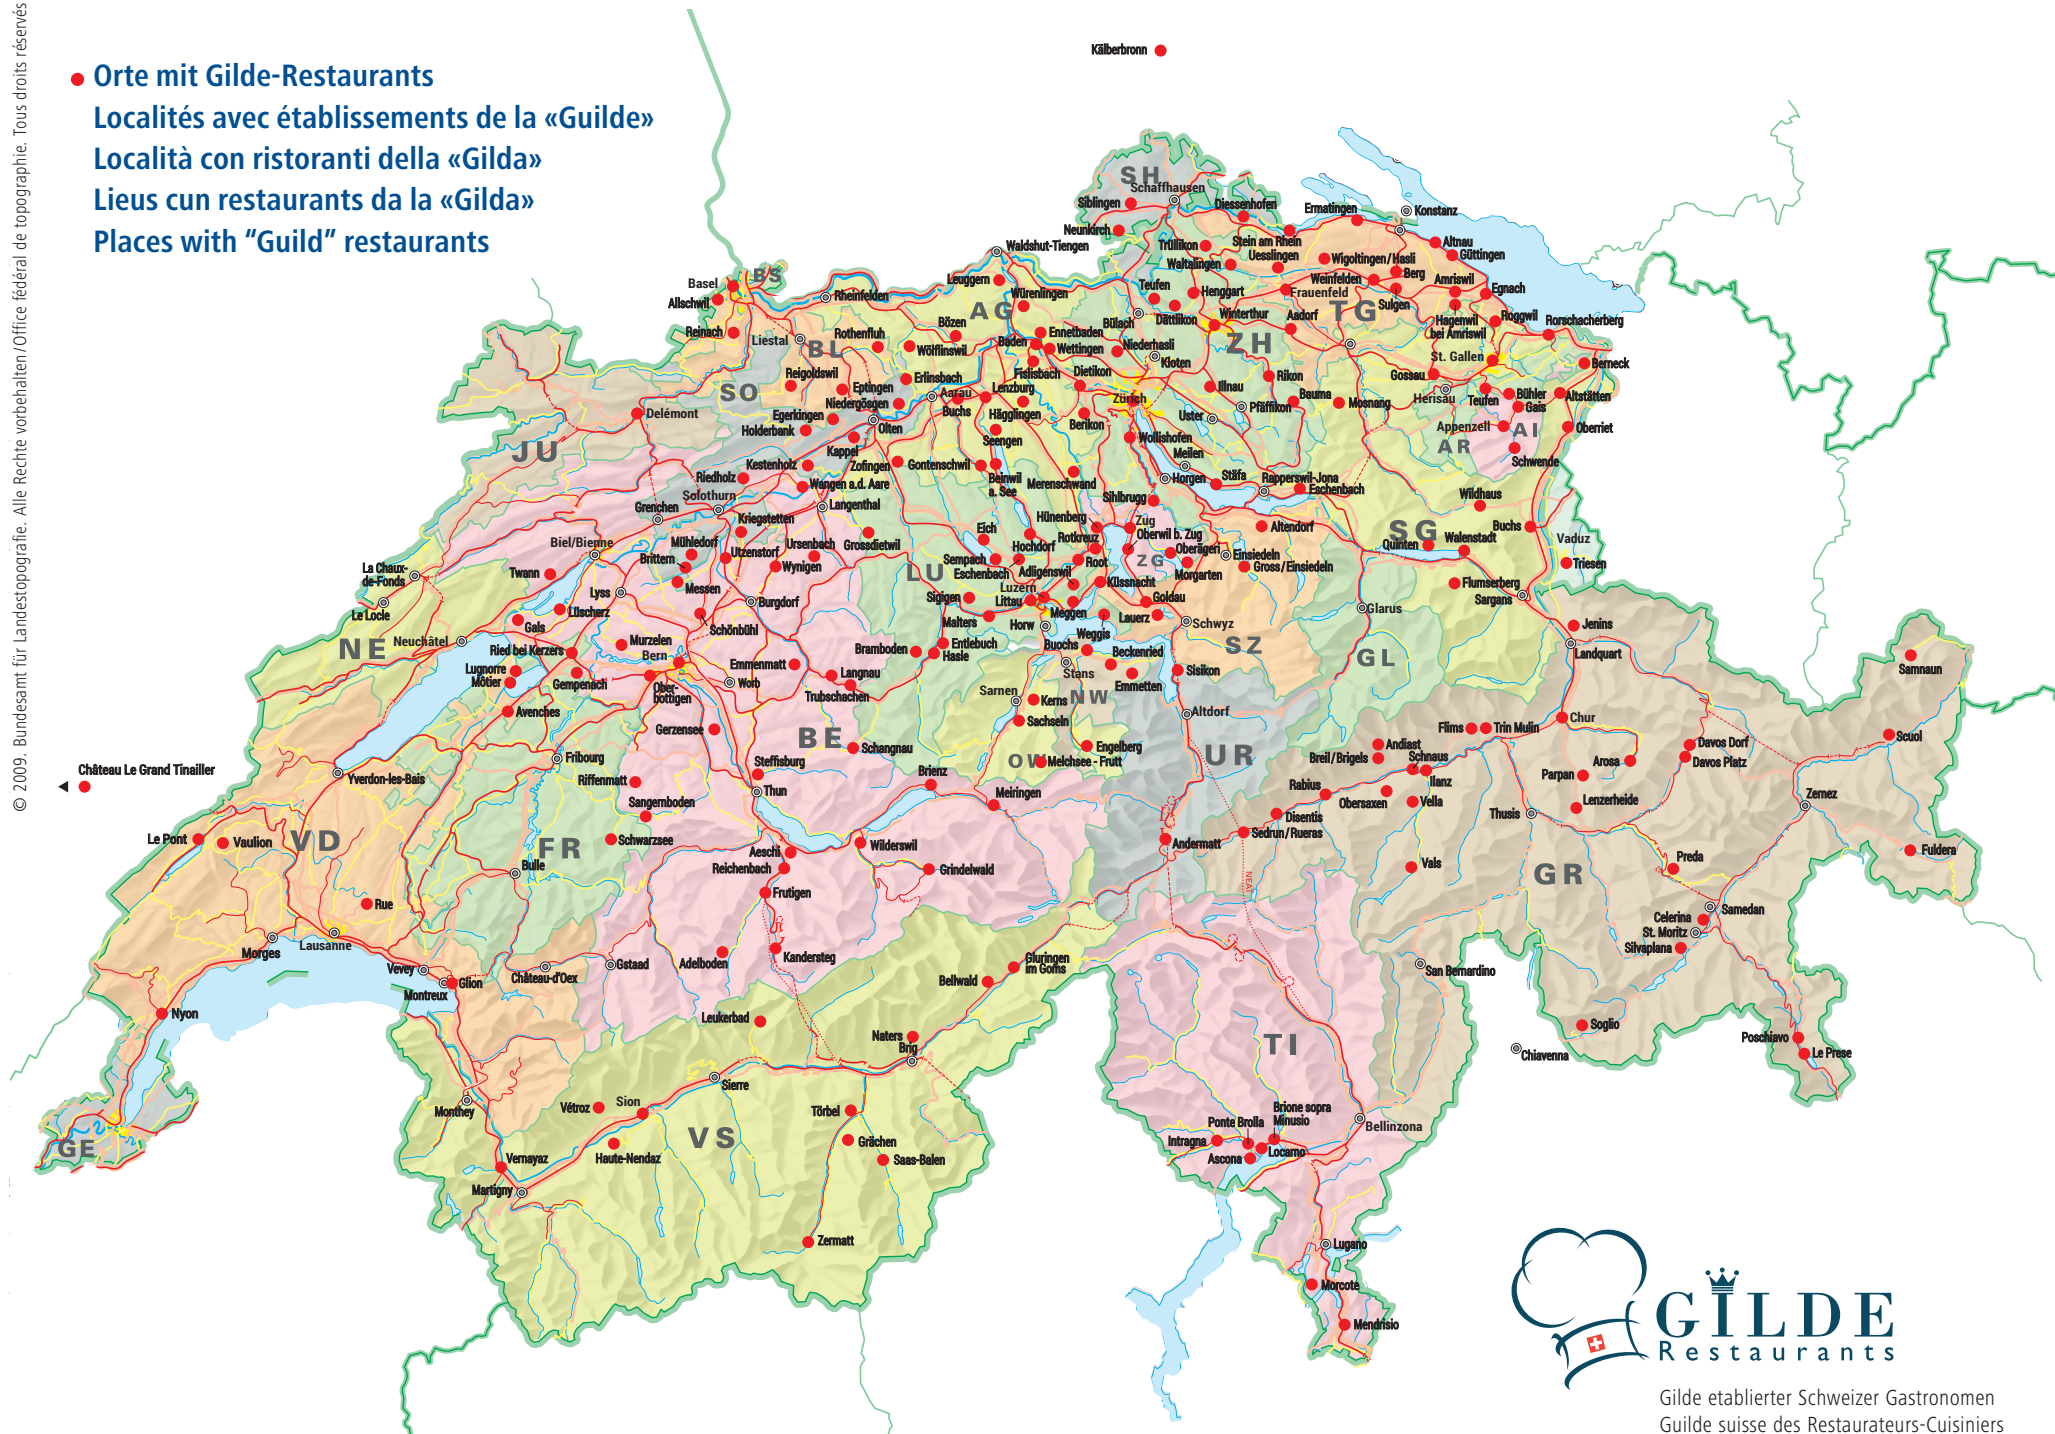 © 2009. Bundesamt für Landestopografie. Alle Rechte vorbehalten/Office fédéral de topographie. Tous droits réservés
Orte mit Gilde-Restaurants
Localités avec établissements de la «Guilde»
Località con ristoranti della «Gilda»
Lieus cun restaurants da la «Gilda»
Places with “Guild” restaurants
Kälberbronn
SH
Schaffhausen
Siblingen
Neunkirch
Diessenhofen
Ermatingen
Konstanz
Stein am Rhein
Altnau
Güttingen
Trüllikon
Waltalingen
Uesslingen
Wigoltingen/Hasli
Berg
Weinfelden
Amriswil
Egnach
Waldshut-Tiengen
Leuggern
Würenlingen
AG
Teufen
Henggart
Frauenfeld
Sulgen
TG
Hagenwil
bei Amriswil
Roggwil
Rorschacherberg
BS
Basel
Allschwil
Reinach
Rheinfelden
Rothenfluh
Liestal
BL
Bözen
Wölflinswil
Ennetbaden
Baden
Wettingen
Bülach
Dättlikon
Winterthur
Aadorf
Niederhasli
Kloten
ZH
St. Gallen
Berneck
Gossau
Herisau
Teufen
Bühler
Gais
Altstätten
Fislisbach
Dietikon
Illnau
Rikon
Bauma
Mosnang
Reigoldswil
Eptingen
Erlinsbach
Lenzburg
Aarau
Niedergösgen
SO
Egerkingen
Holderbank
Buchs
Hägglingen
Zürich
Berikon
Pfäffikon
Uster
Appenzell
AI
AR
Oberriet
Schwende
Delémont
JU
Olten
Kappel
Seengen
Wollishofen
Meilen
Kestenholz
Zofingen
Gontenschwil
Beinwil
a. See
Merenschwand
Horgen
Stäfa
Rapperswil-Jona
Eschenbach
Riedholz
Wangen a.d. Aare
Solothurn
Langenthal
Sihlbrugg
Wildhaus
Grenchen
Kriegstetten
Hünenberg
Zug
Altendorf
SG
Buchs
Biel/Bienne
Mühledorf
Utzenstorf
Ursenbach
Grossdietwil
Eich
Hochdorf
Rotkreuz
Oberwil b. Zug
Oberägeri
Einsiedeln
Quinten
Walenstadt
Vaduz
Triesen
Brittern
Wynigen
LU
Sempach
Eschenbach
Adligenswil
Root
ZG
Morgarten
Gross/Einsiedeln
La Chaux-
de-Fonds
Twann
Messen
Luzern
Küssnacht
Flumserberg
Sargans
Le Locle
Lyss
Burgdorf
Sigigen
Littau
Goldau
Glarus
Lüscherz
Malters
Horw
Meggen
Lauerz
Schwyz
Gals
Schönbühl
Weggis
Jenins
NE
Neuchâtel
Ried bei Kerzers
Murzelen
Bern
Bramboden
Entlebuch
Hasle
Buochs
Beckenried
SZ
GL
Landquart
Samnaun
Lugnorre
Môtier
Gempenach
Ober-
bottigen
Worb
Emmenmatt
Langnau
Trubschachen
Stans
Emmetten
Sisikon
Sarnen
Kerns
NW
Avenches
Sachseln
Altdorf
Gerzensee
BE
Schangnau
Engelberg
UR
Flims
Trin Mulin
Chur
Scuol
OW
Melchsee - Frutt
Andiast
Breil/Brigels
Schnaus
Ilanz
Davos Dorf
Arosa
Davos Platz
Château Le Grand Tinailler
Fribourg
Yverdon-les-Bais
Riffenmatt
Steffisburg
Thun
Brienz
Meiringen
Rabius
Obersaxen
Vella
Parpan
Lenzerheide
Zernez
Sangernboden
Disentis
Thusis
Le Pont
Vaulion
VD
FR
Schwarzsee
Aeschi
Wilderswil
Andermatt
Sedrun/Rueras
Reichenbach
Grindelwald
Vals
NEAT
GR
Preda
Fuldera
Bulle
Frutigen
Rue
Samedan
Celerina
St. Moritz
Silvaplana
Morges
Lausanne
Vevey
Château-d'Oex
Gstaad
Adelboden
Kandersteg
Gluringen
im Goms
Bellwald
San Bernardino
Montreux
Glion
Nyon
Leukerbad
Naters
Brig
TI
Soglio
Chiavenna
Poschiavo
Le Prese
Sierre
Monthey
Vétroz
Sion
Törbel
Brione sopra
Minusio
Ponte Brolla
Bellinzona
GE
VS
Haute-Nendaz
Grächen
Intragna
Locarno
Ascona
Saas-Balen
Vernayaz
Martigny
Zermatt
Lugano
Morcote
Mendrisio
GILDE
Restaurants
Gilde etablierter Schweizer Gastronomen
Guilde suisse des Restaurateurs-Cuisiniers